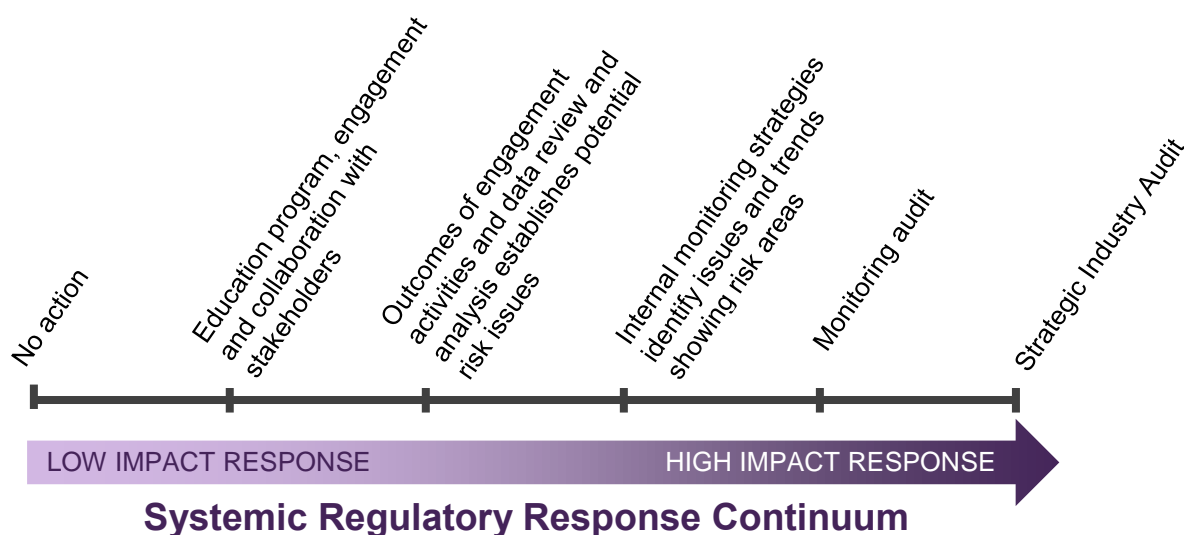 No action
Education program, engagement
and collaboration with
stakeholders
Outcomes of engagement
activities and data review and
analysis establishes potential
risk issues
Internal monitoring strategies
identify issues and trends
showing risk areas
Monitoring audit
Strategic Industry Audit
LOW IMPACT RESPONSE
HIGH IMPACT RESPONSE
Systemic Regulatory Response Continuum